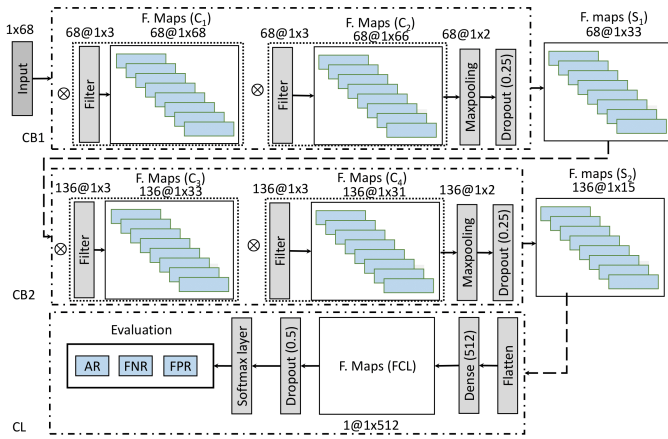 1x68
Input
CB1
F. Maps (C₁)
68@1x3
68@1x68
⊗
Filter
F. Maps (C₂)
68@1x3
68@1x66
68@1x2
⊗
Filter
Maxpooling
Dropout (0.25)
F. maps (S₁)
68@1x33
CB2
F. Maps (C₃)
136@1x3
136@1x33
⊗
Filter
F. Maps (C₄)
136@1x3
136@1x31
136@1x2
⊗
Filter
Maxpooling
Dropout (0.25)
F. maps (S₂)
136@1x15
CL
Evaluation
AR
FNR
FPR
Softmax layer
Dropout (0.5)
F. Maps (FCL)
1@1x512
Dense (512)
Flatten